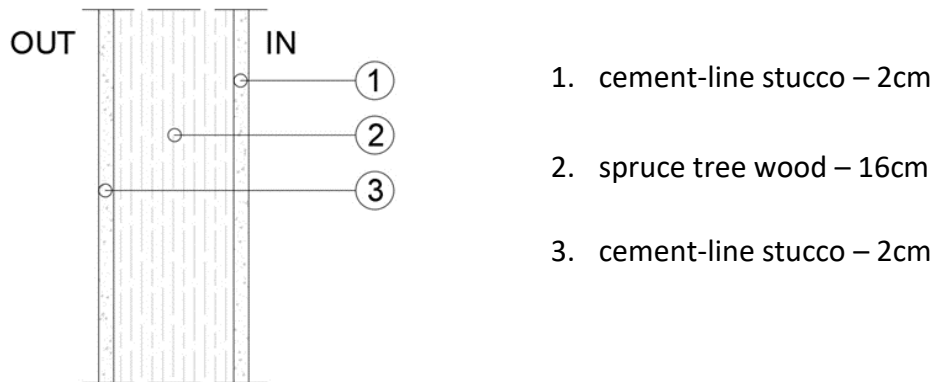 OUT
IN
1
2
3
1. cement-line stucco – 2cm
2. spruce tree wood – 16cm
3. cement-line stucco – 2cm